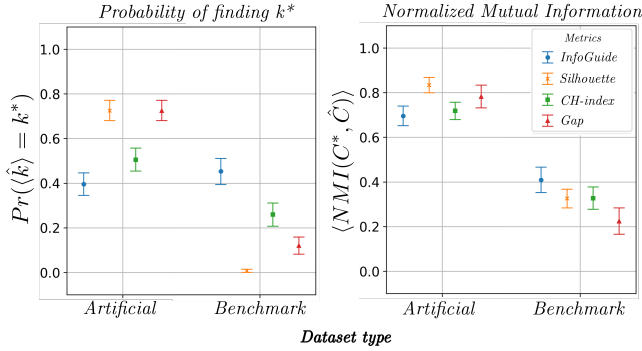 Probability of finding k*
Pr(⟨k̂⟩ = k*)
1.0
0.8
0.6
0.4
0.2
0.0
Artificial
Benchmark
Normalized Mutual Information
⟨NMI(C*, Ĉ)⟩
1.0
0.8
0.6
0.4
0.2
0.0
Metrics
InfoGuide
Silhouette
CH-index
Gap
Artificial
Benchmark
Dataset type